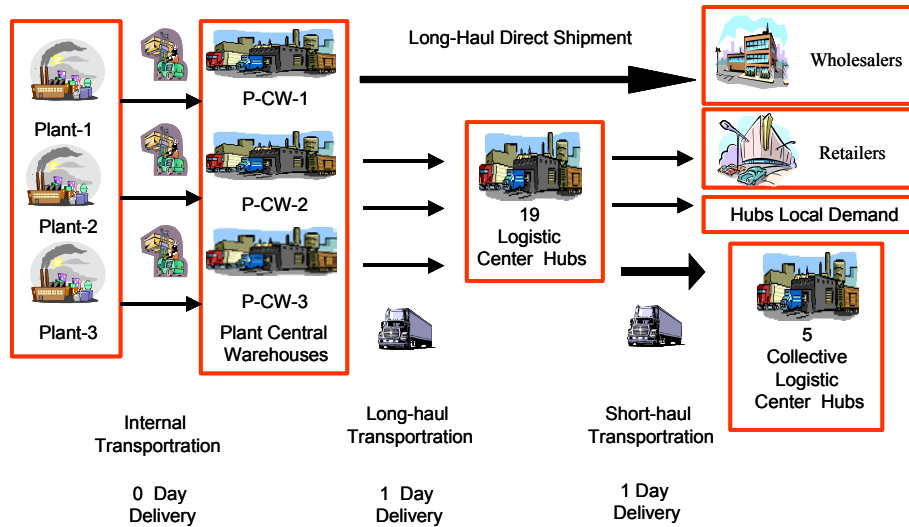 Plant-1
Plant-2
Plant-3
P-CW-1
P-CW-2
P-CW-3
Plant Central
Warehouses
Long-Haul Direct Shipment
19
Logistic
Center Hubs
Wholesalers
Retailers
Hubs Local Demand
5
Collective
Logistic
Center Hubs
Internal
Transportration
0 Day
Delivery
Long-haul
Transportration
1 Day
Delivery
Short-haul
Transportration
1 Day
Delivery